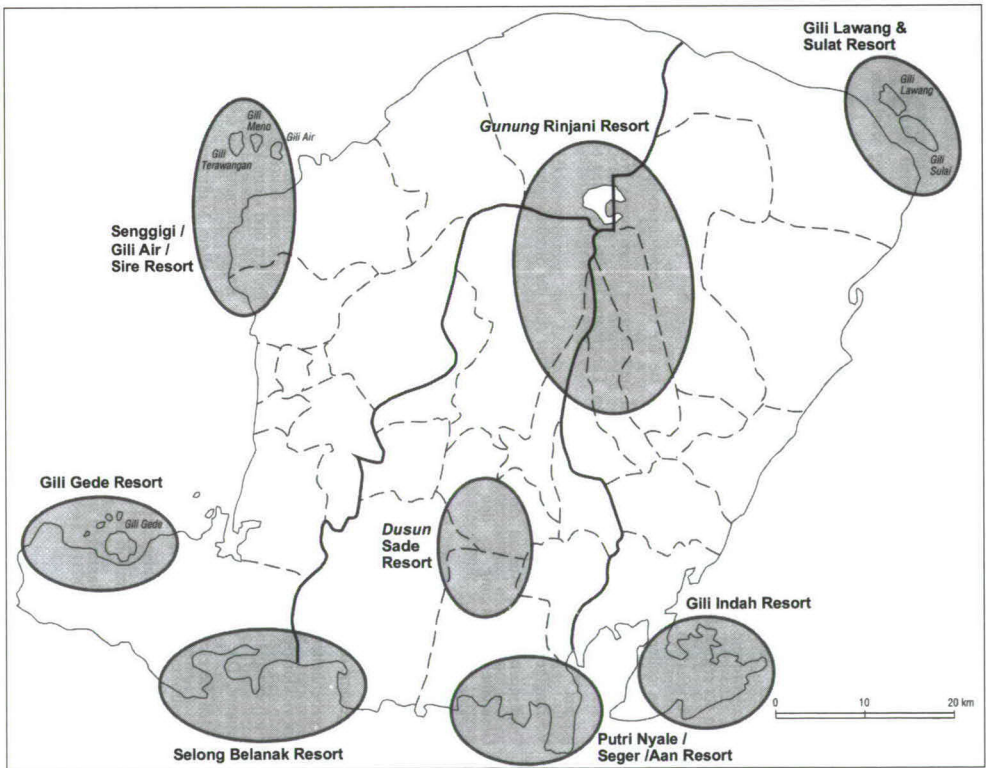 Gili Lawang &
Sulat Resort
Gili
Lawang
Gili
Sulai
Gunung Rinjani Resort
Gili
Meno
Gili Air
Gili
Terawangan
Senggigi /
Gili Air /
Sire Resort
Gili Gede Resort
Gili Gede
Dusun
Sade
Resort
Gili Indah Resort
0 10 20 km
Selong Belanak Resort
Putri Nyale /
Seger /Aan Resort